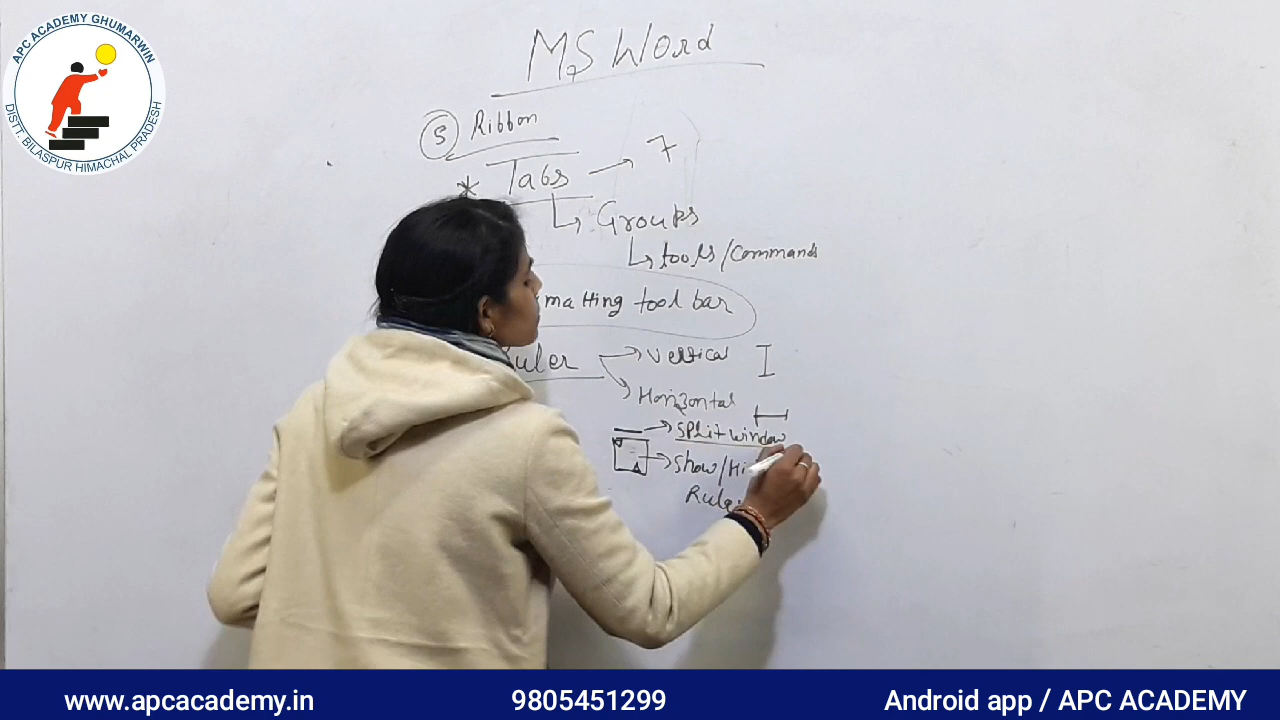 APC ACADEMY GHUMARWIN
DISTT. BILASPUR HIMACHAL PRADESH
MS Word
5 Ribbon
* Tabs → 7
↳ Groups
↳ tools/Commands
matting tool bar
uler → Vertical
→ Horizontal
→ Split window
→ Show/Hi
Rule
www.apcacademy.in
9805451299
Android app / APC ACADEMY